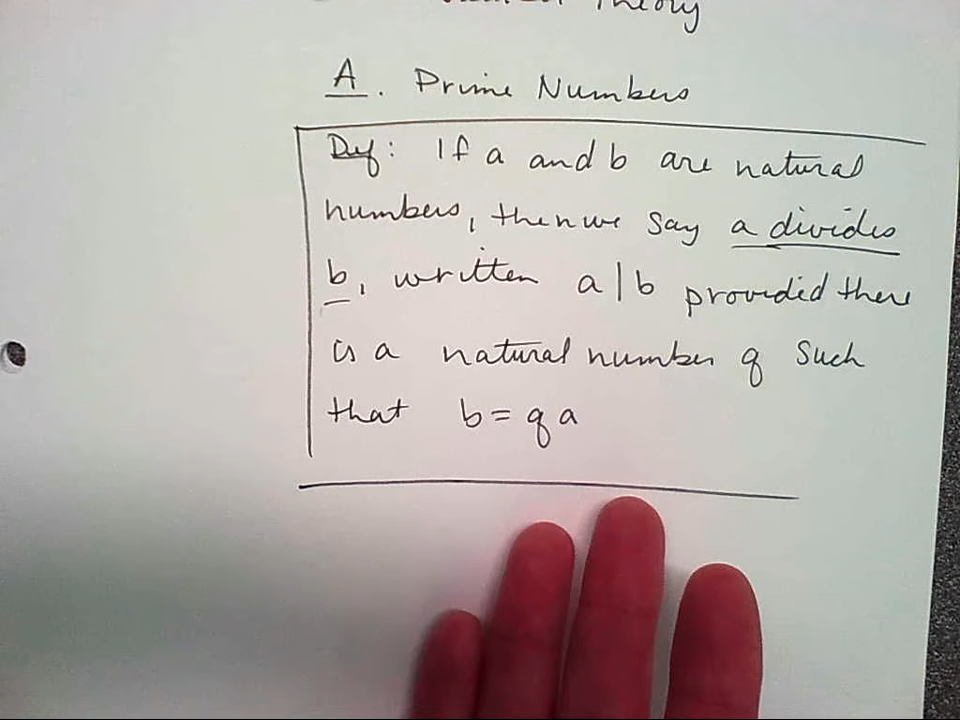 Theory
A. Prime Numbers
Def: If a and b are natural
numbers, then we say a divides
b, written a|b provided there
is a natural number q such
that b = qa